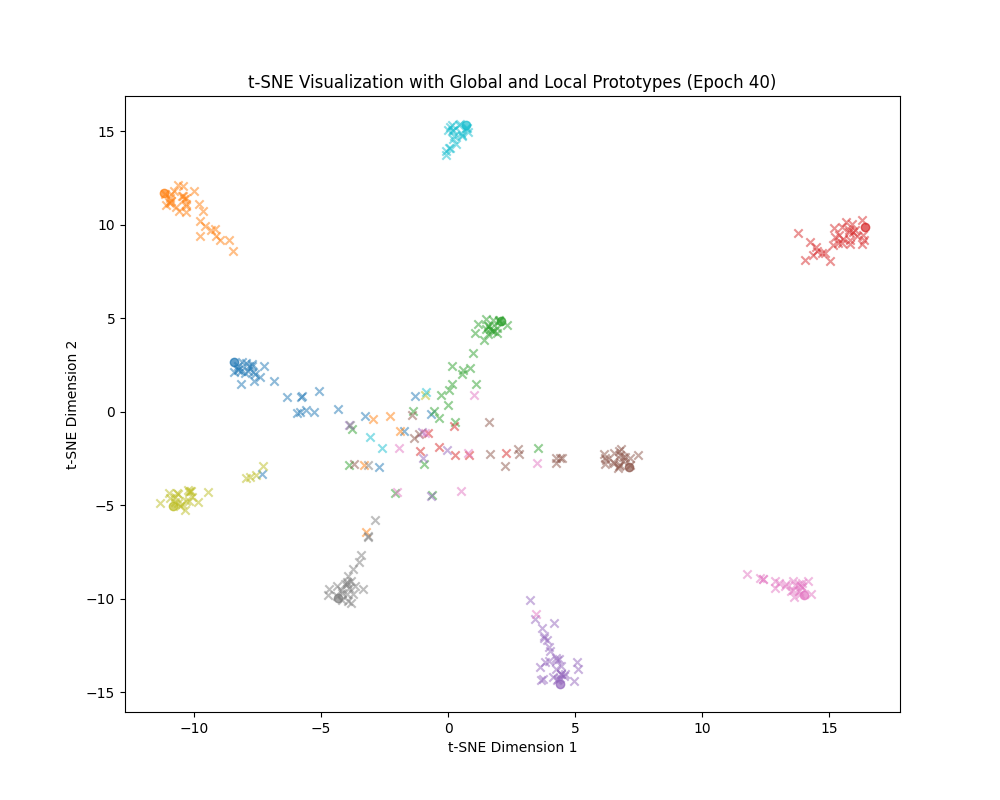 t-SNE Visualization with Global and Local Prototypes (Epoch 40)
15
10
5
0
−5
−10
−15
t-SNE Dimension 2
−10 −5 0 5 10 15
t-SNE Dimension 1